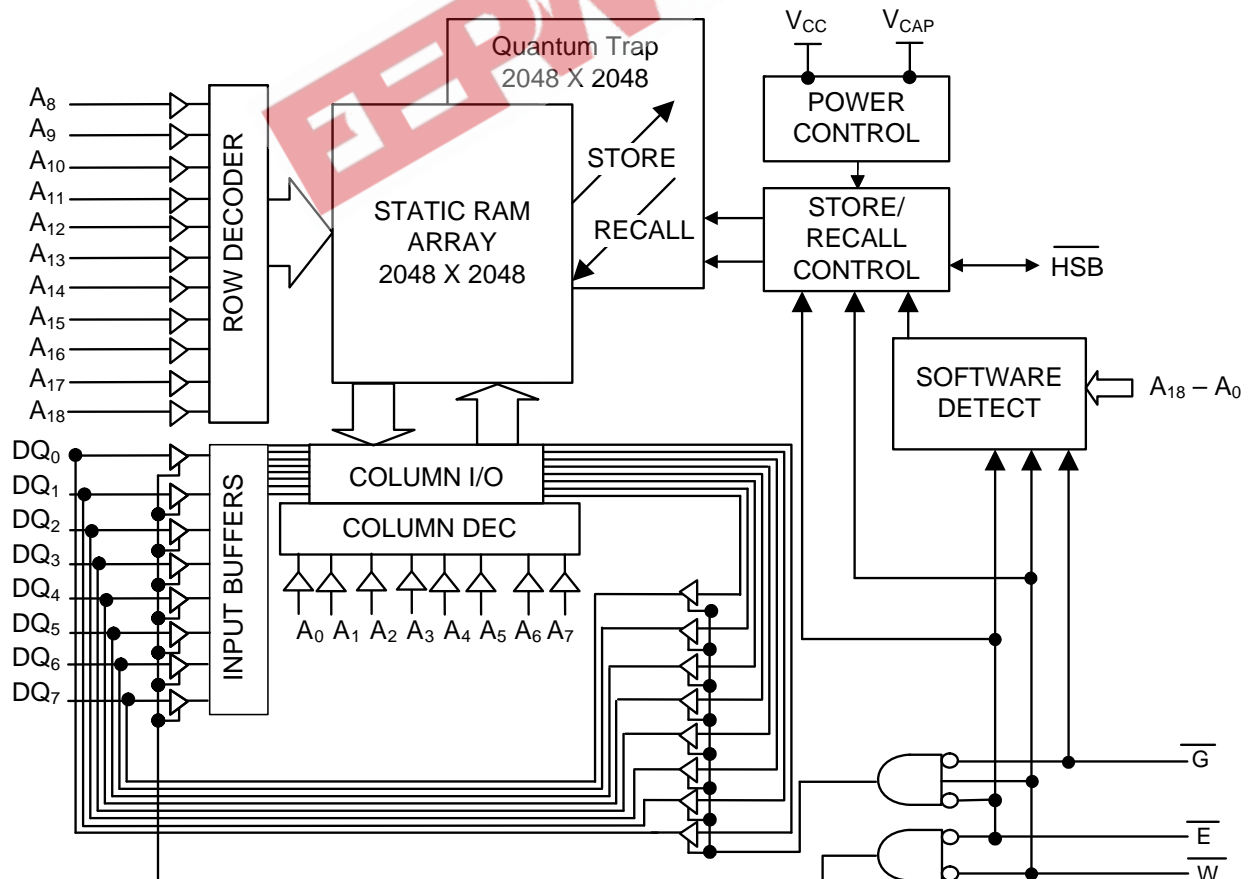 Quantum Trap
2048 X 2048
V_CC
V_CAP
POWER
CONTROL
A8
A9
A10
A11
A12
A13
A14
A15
A16
A17
A18
ROW DECODER
STATIC RAM
ARRAY
2048 X 2048
STORE
RECALL
STORE/
RECALL
CONTROL
HSB
SOFTWARE
DETECT
A18 – A0
DQ0
DQ1
DQ2
DQ3
DQ4
DQ5
DQ6
DQ7
INPUT BUFFERS
COLUMN I/O
COLUMN DEC
A0 A1 A2 A3 A4 A5 A6 A7
G
E
W